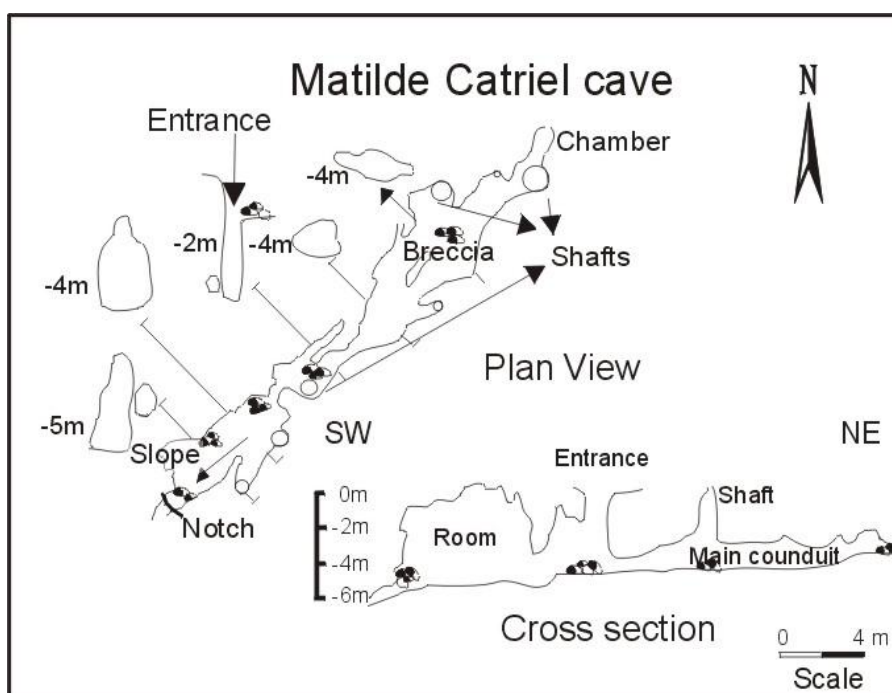 Matilde Catriel cave
N
Entrance
Chamber
-4m
-2m
-4m
Breccia
Shafts
-4m
Plan View
-5m
SW
NE
Slope
Entrance
0m
Shaft
-2m
Room
Notch
-4m
Main counduit
-6m
Cross section
0 4 m
Scale